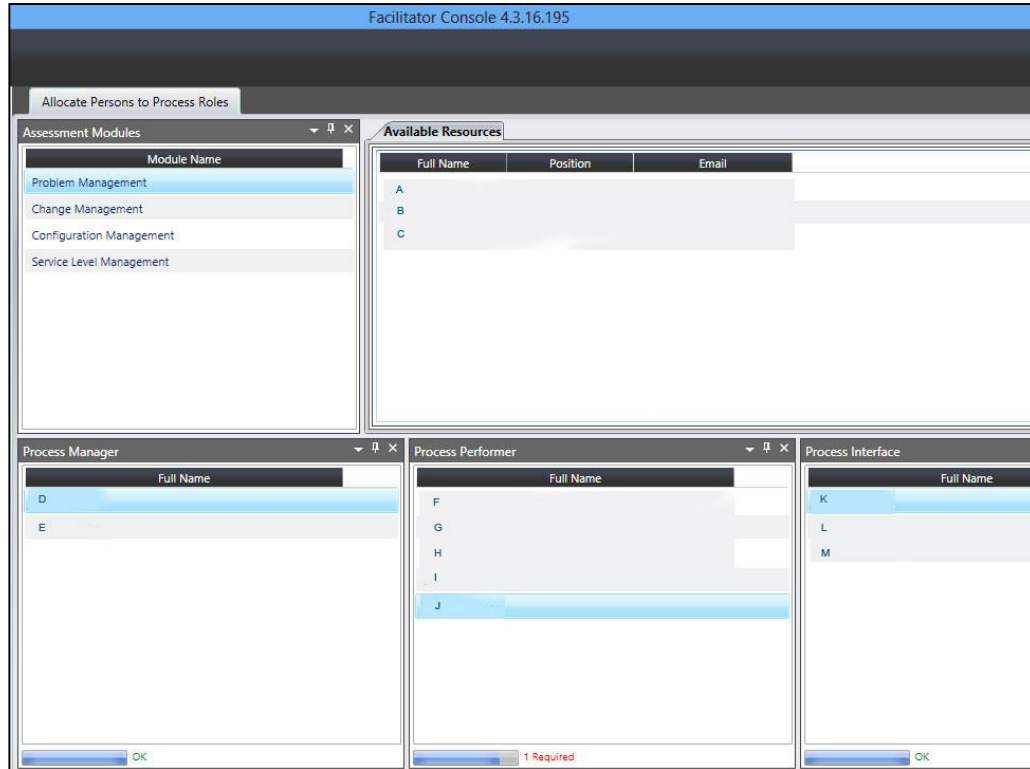 Facilitator Console 4.3.16.195
Allocate Persons to Process Roles
Assessment Modules
Module Name
Problem Management
Change Management
Configuration Management
Service Level Management
Available Resources
Full Name Position Email
A
B
C
Process Manager
Full Name
D
E
OK
Process Performer
Full Name
F
G
H
I
J
1 Required
Process Interface
Full Name
K
L
M
OK